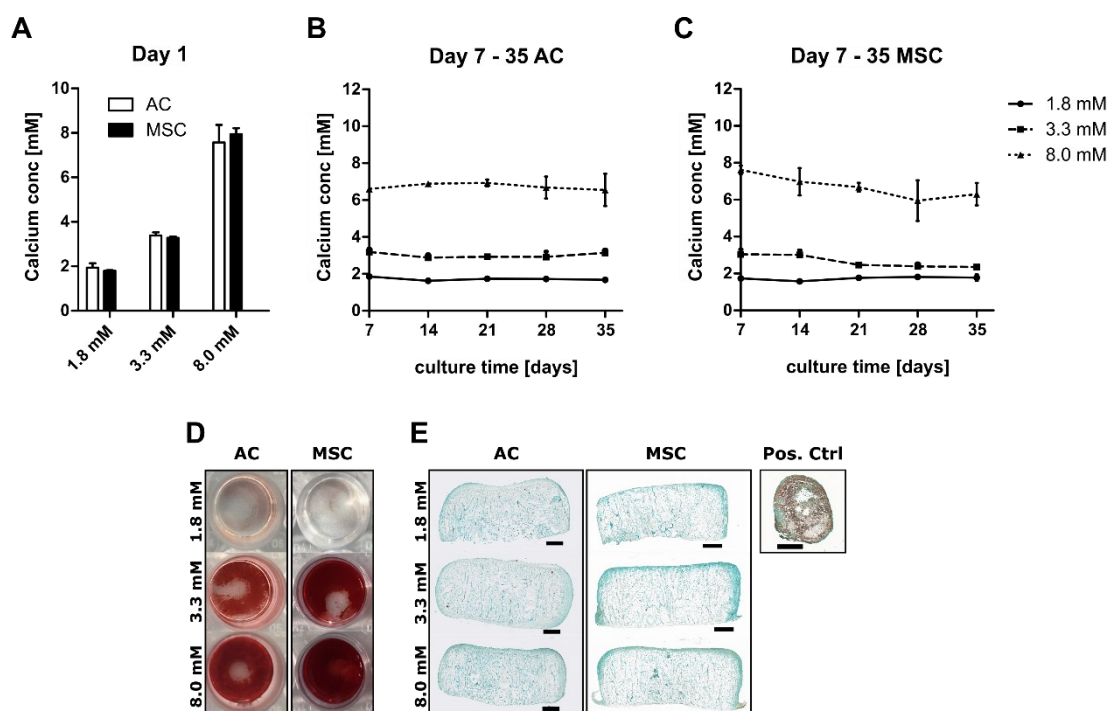 A
Day 1
Calcium conc [mM]
10
8
6
4
2
0
AC
MSC
1.8 mM
3.3 mM
8.0 mM
B
Day 7 - 35 AC
Calcium conc [mM]
12
10
8
6
4
2
0
7 14 21 28 35
culture time [days]
C
Day 7 - 35 MSC
Calcium conc [mM]
12
10
8
6
4
2
0
7 14 21 28 35
culture time [days]
1.8 mM
3.3 mM
8.0 mM
D
AC MSC
1.8 mM
3.3 mM
8.0 mM
E
AC MSC Pos. Ctrl
1.8 mM
3.3 mM
8.0 mM